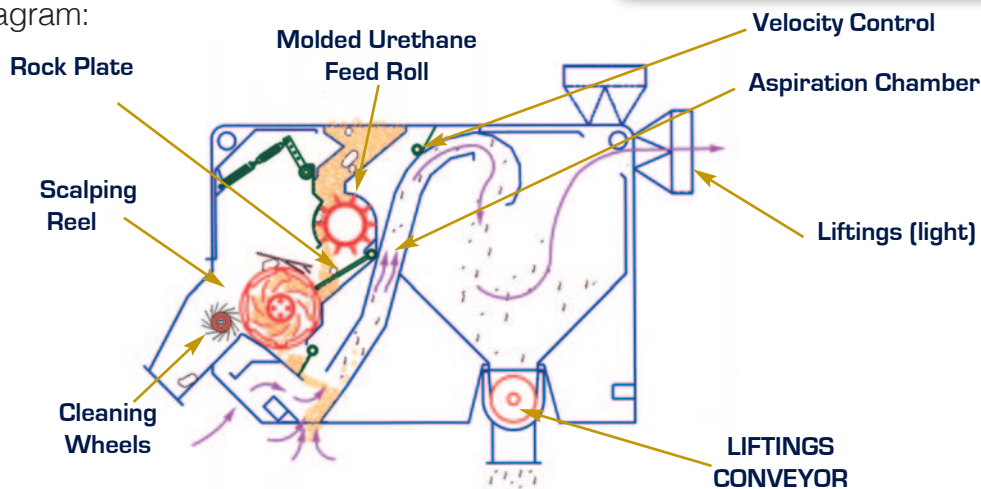 agram:
Velocity Control
Molded Urethane
Feed Roll
Rock Plate
Aspiration Chamber
Scalping
Reel
Liftings (light)
Cleaning
Wheels
LIFTINGS
CONVEYOR